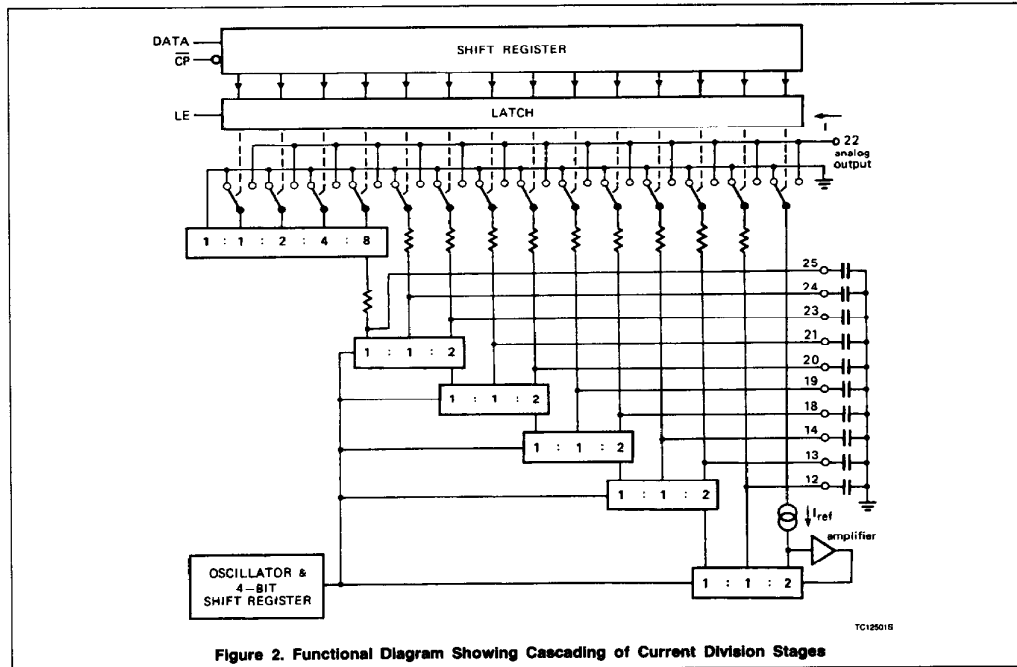 DATA
SHIFT REGISTER
CP
LE
LATCH
I
22
analog
output
1 : 1 : 2 : 4 : 8
25
24
23
1 : 1 : 2
21
20
1 : 1 : 2
19
18
1 : 1 : 2
14
13
1 : 1 : 2
12
Iref
amplifier
OSCILLATOR &
4-BIT
SHIFT REGISTER
1 : 1 : 2
TC12501S
Figure 2. Functional Diagram Showing Cascading of Current Division Stages